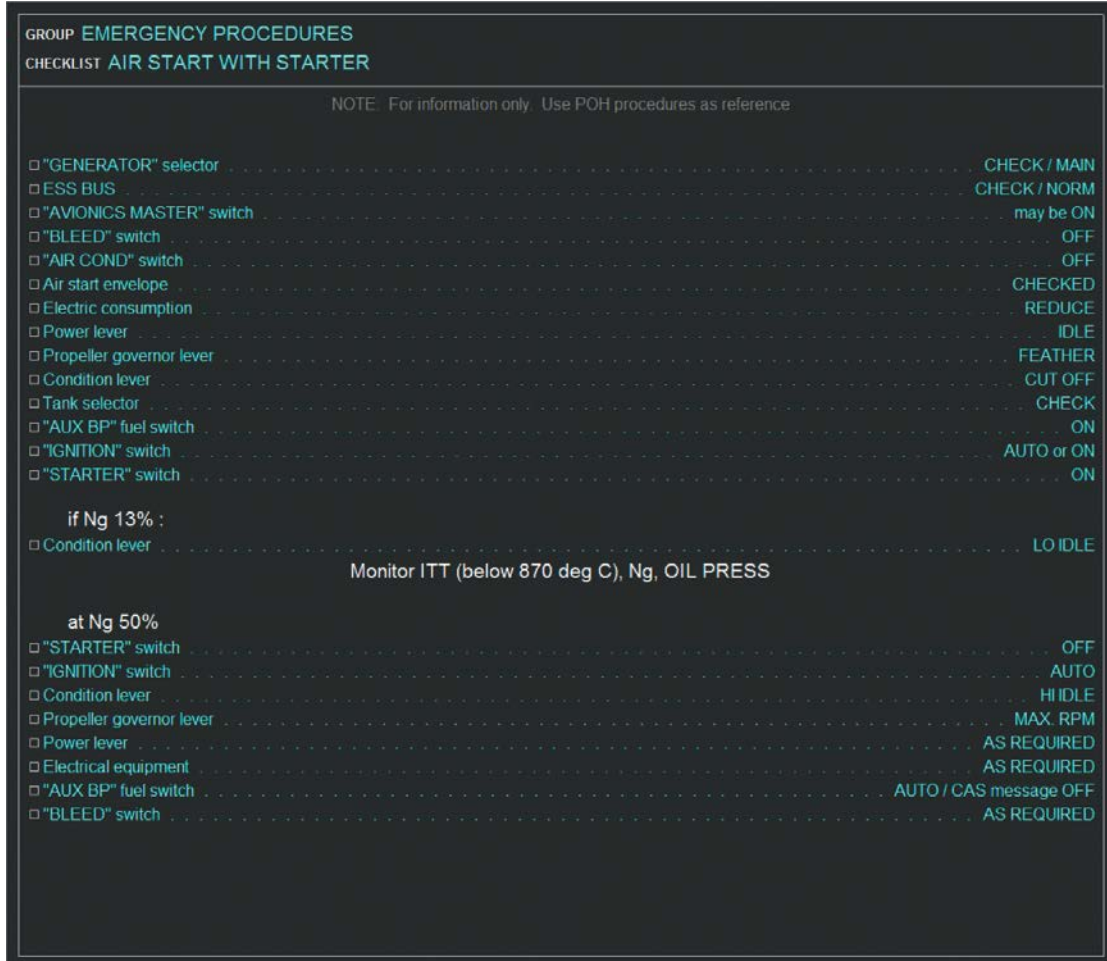 GROUP EMERGENCY PROCEDURES
CHECKLIST AIR START WITH STARTER
NOTE. For information only. Use POH procedures as reference
"GENERATOR" selector CHECK / MAIN
ESS BUS CHECK / NORM
"AVIONICS MASTER" switch may be ON
"BLEED" switch OFF
"AIR COND" switch OFF
Air start envelope CHECKED
Electric consumption REDUCE
Power lever IDLE
Propeller governor lever FEATHER
Condition lever CUT OFF
Tank selector CHECK
"AUX BP" fuel switch ON
"IGNITION" switch AUTO or ON
"STARTER" switch ON
if Ng 13% :
Condition lever LO IDLE
Monitor ITT (below 870 deg C), Ng, OIL PRESS
at Ng 50%
"STARTER" switch OFF
"IGNITION" switch AUTO
Condition lever HI IDLE
Propeller governor lever MAX. RPM
Power lever AS REQUIRED
Electrical equipment AS REQUIRED
"AUX BP" fuel switch AUTO / CAS message OFF
"BLEED" switch AS REQUIRED